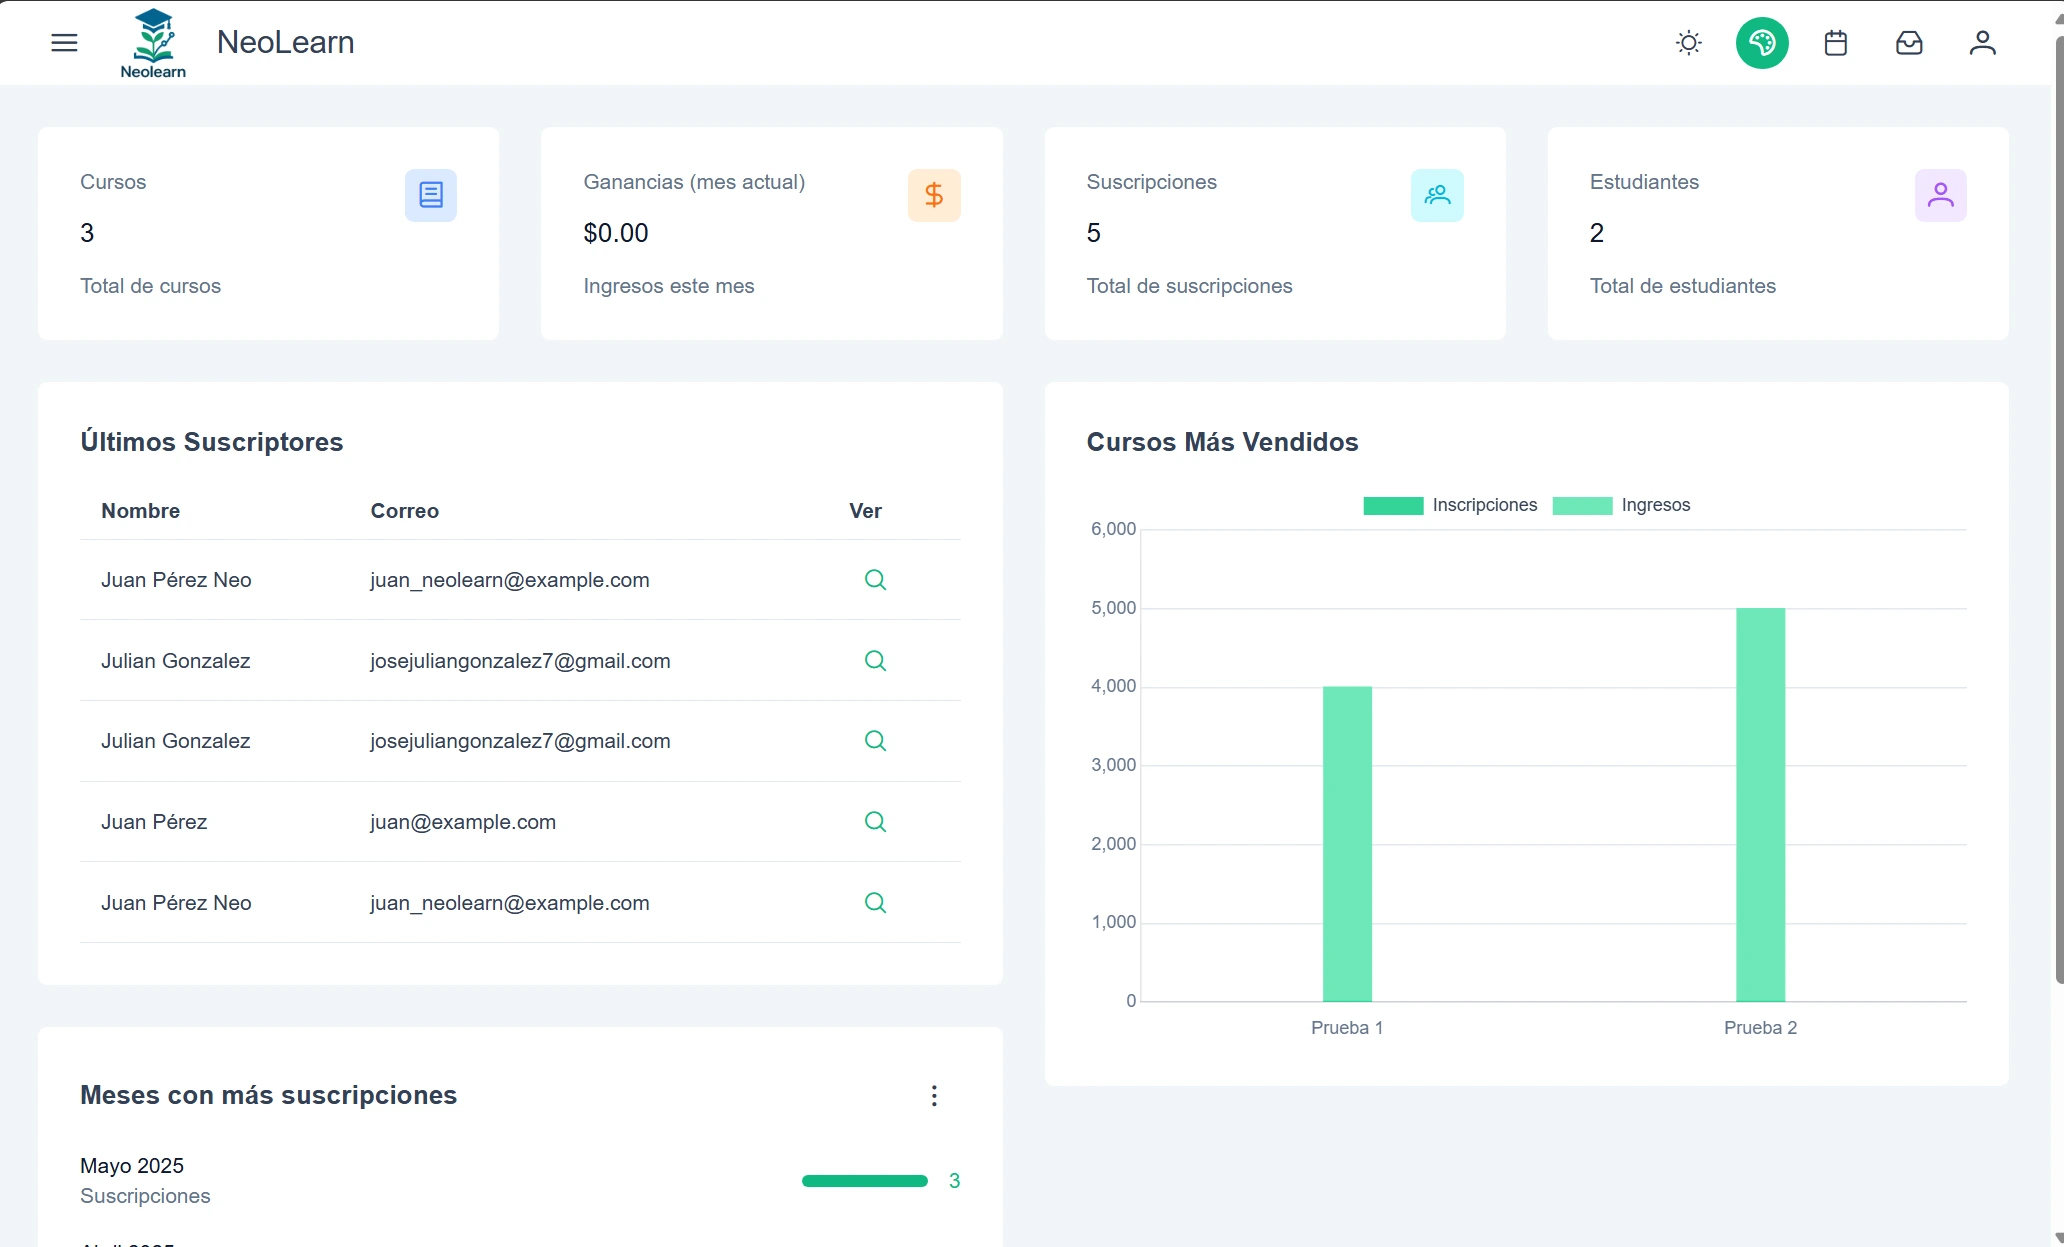 Neolearn
NeoLearn
Cursos
3
Total de cursos
Ganancias (mes actual)
$0.00
Ingresos este mes
Suscripciones
5
Total de suscripciones
Estudiantes
2
Total de estudiantes
Últimos Suscriptores
Nombre Correo Ver
Juan Pérez Neo juan_neolearn@example.com
Julian Gonzalez josejuliangonzalez7@gmail.com
Julian Gonzalez josejuliangonzalez7@gmail.com
Juan Pérez juan@example.com
Juan Pérez Neo juan_neolearn@example.com
Cursos Más Vendidos
Inscripciones Ingresos
6,000
5,000
4,000
3,000
2,000
1,000
0
Prueba 1 Prueba 2
Meses con más suscripciones
Mayo 2025
Suscripciones
3